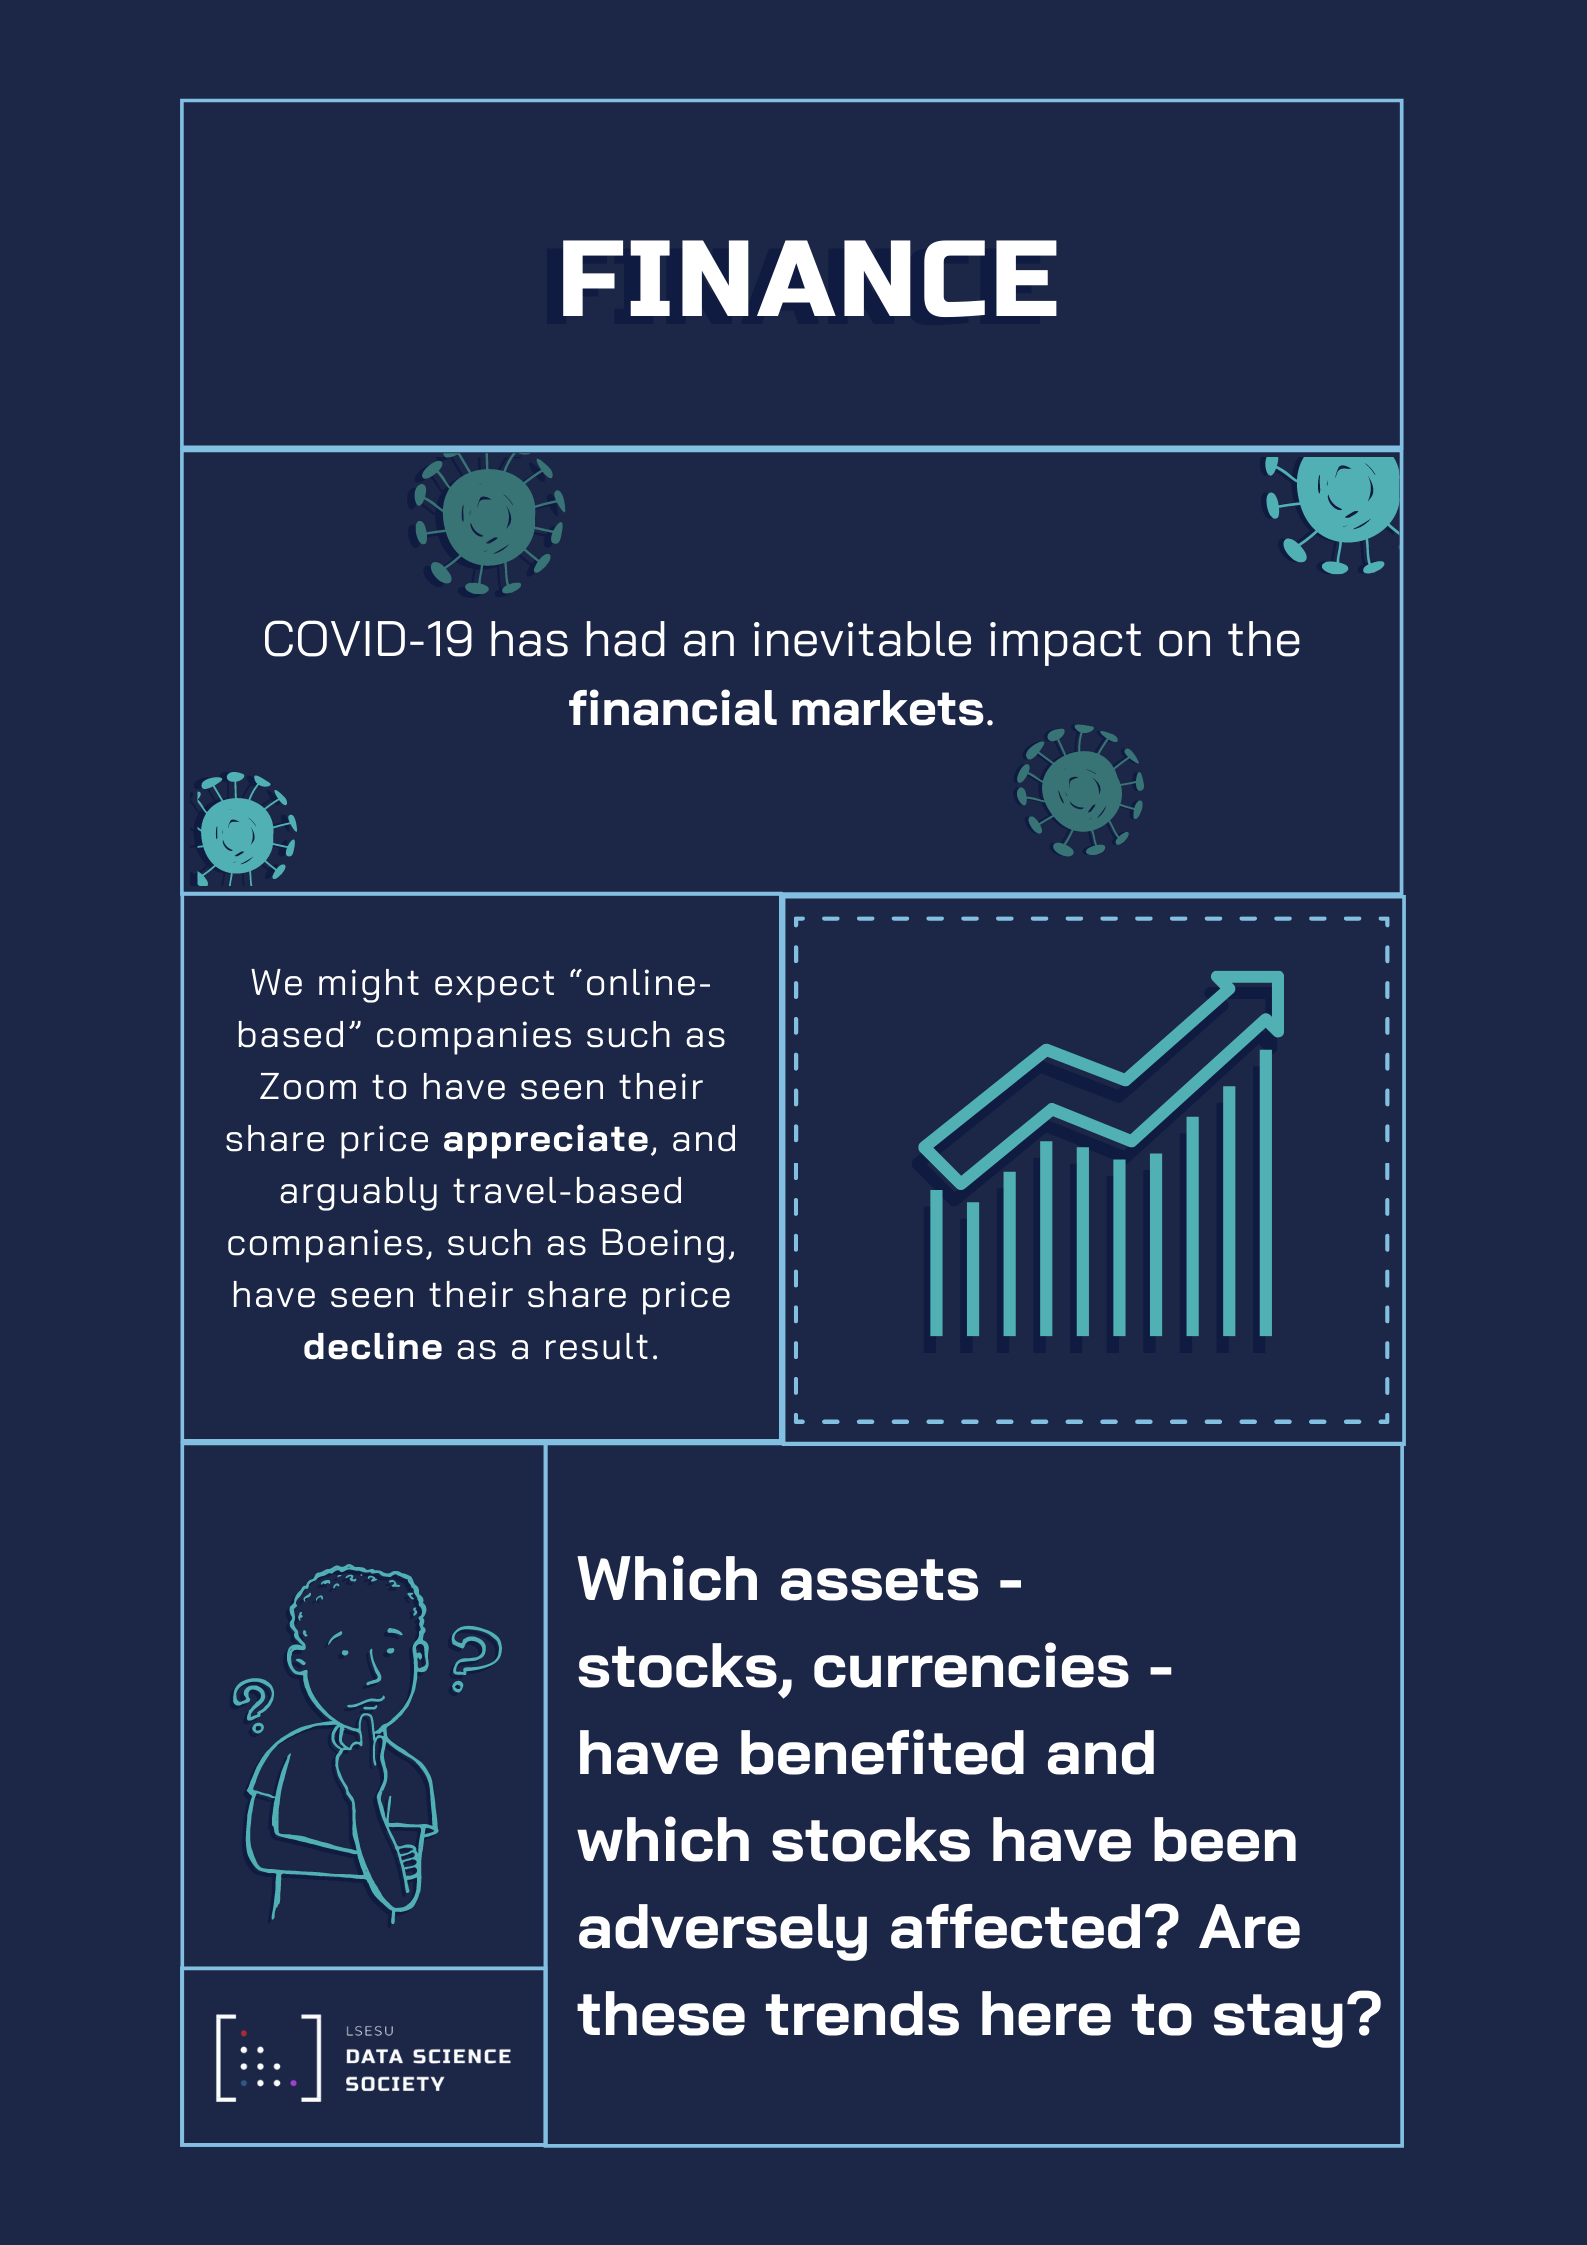 FINANCE
COVID-19 has had an inevitable impact on the
financial markets.
We might expect “online-
based” companies such as
Zoom to have seen their
share price appreciate, and
arguably travel-based
companies, such as Boeing,
have seen their share price
decline as a result.
?
?
Which assets -
stocks, currencies -
have benefited and
which stocks have been
adversely affected? Are
these trends here to stay?
LSESU
DATA SCIENCE
SOCIETY